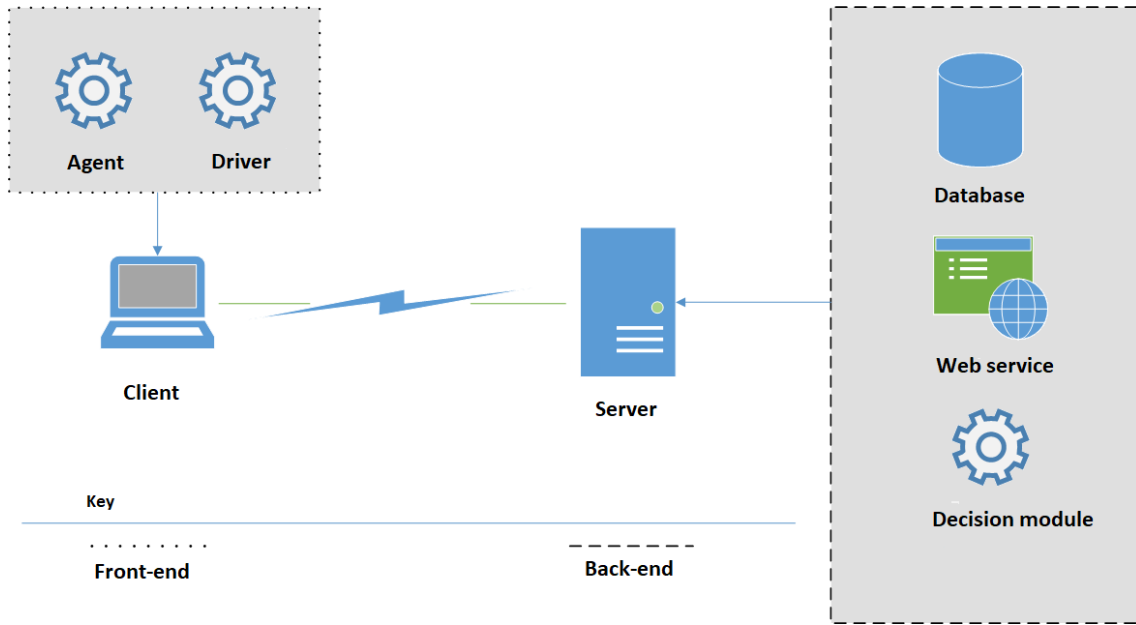 Agent
Driver
Database
Web service
Client
Server
Decision module
Key
Front-end
Back-end